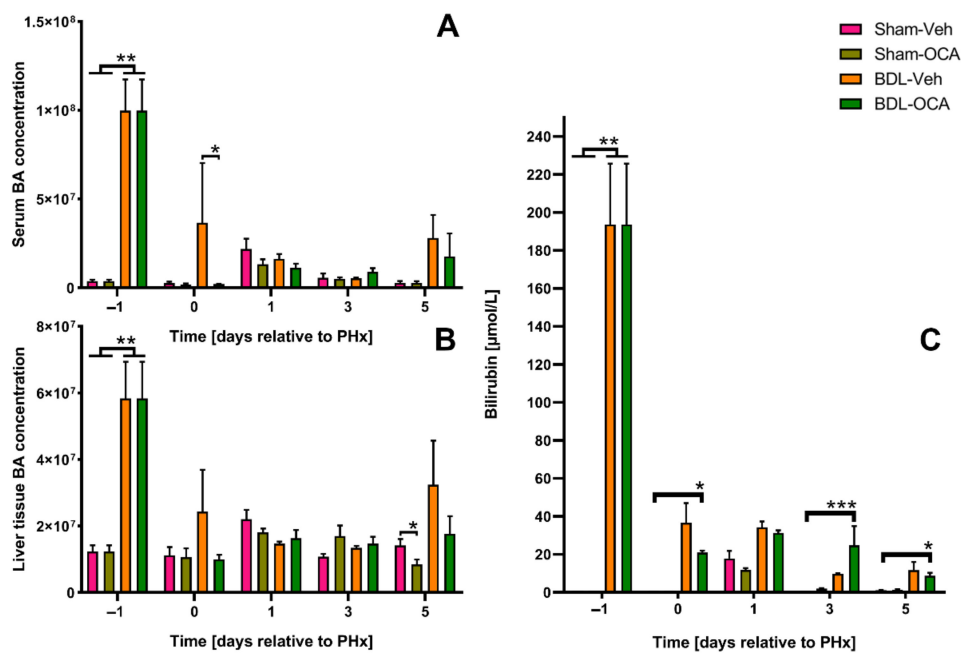 A
Serum BA concentration
1.5×10⁸
1×10⁸
5×10⁷
0
**
*
−1 0 1 3 5
Time [days relative to PHx]
B
Liver tissue BA concentration
8×10⁷
6×10⁷
4×10⁷
2×10⁷
0
**
*
−1 0 1 3 5
Time [days relative to PHx]
Sham-Veh
Sham-OCA
BDL-Veh
BDL-OCA
C
Bilirubin [µmol/L]
240
220
200
180
160
140
120
100
80
60
40
20
0
**
*
***
*
−1 0 1 3 5
Time [days relative to PHx]